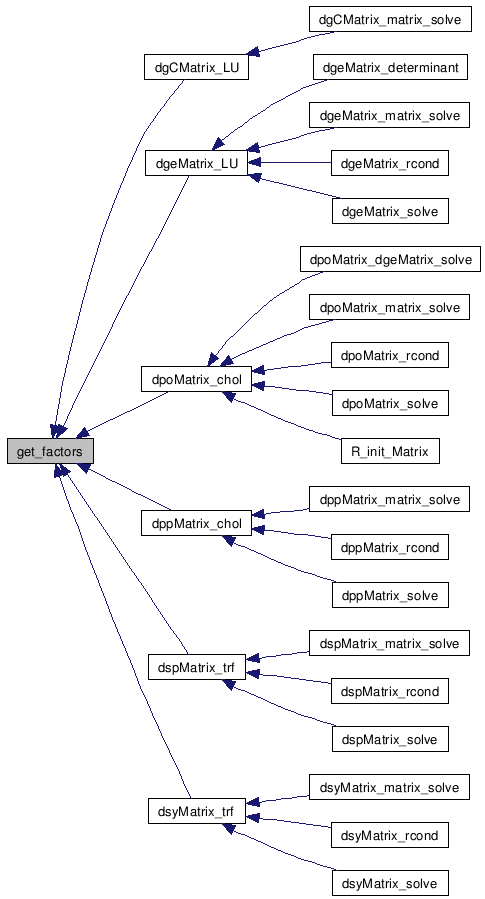 dgCMatrix_matrix_solve
dgCMatrix_LU
dgeMatrix_determinant
dgeMatrix_matrix_solve
dgeMatrix_LU
dgeMatrix_rcond
dgeMatrix_solve
dpoMatrix_dgeMatrix_solve
dpoMatrix_matrix_solve
dpoMatrix_rcond
dpoMatrix_chol
dpoMatrix_solve
R_init_Matrix
get_factors
dppMatrix_matrix_solve
dppMatrix_chol
dppMatrix_rcond
dppMatrix_solve
dspMatrix_matrix_solve
dspMatrix_trf
dspMatrix_rcond
dspMatrix_solve
dsyMatrix_matrix_solve
dsyMatrix_trf
dsyMatrix_rcond
dsyMatrix_solve